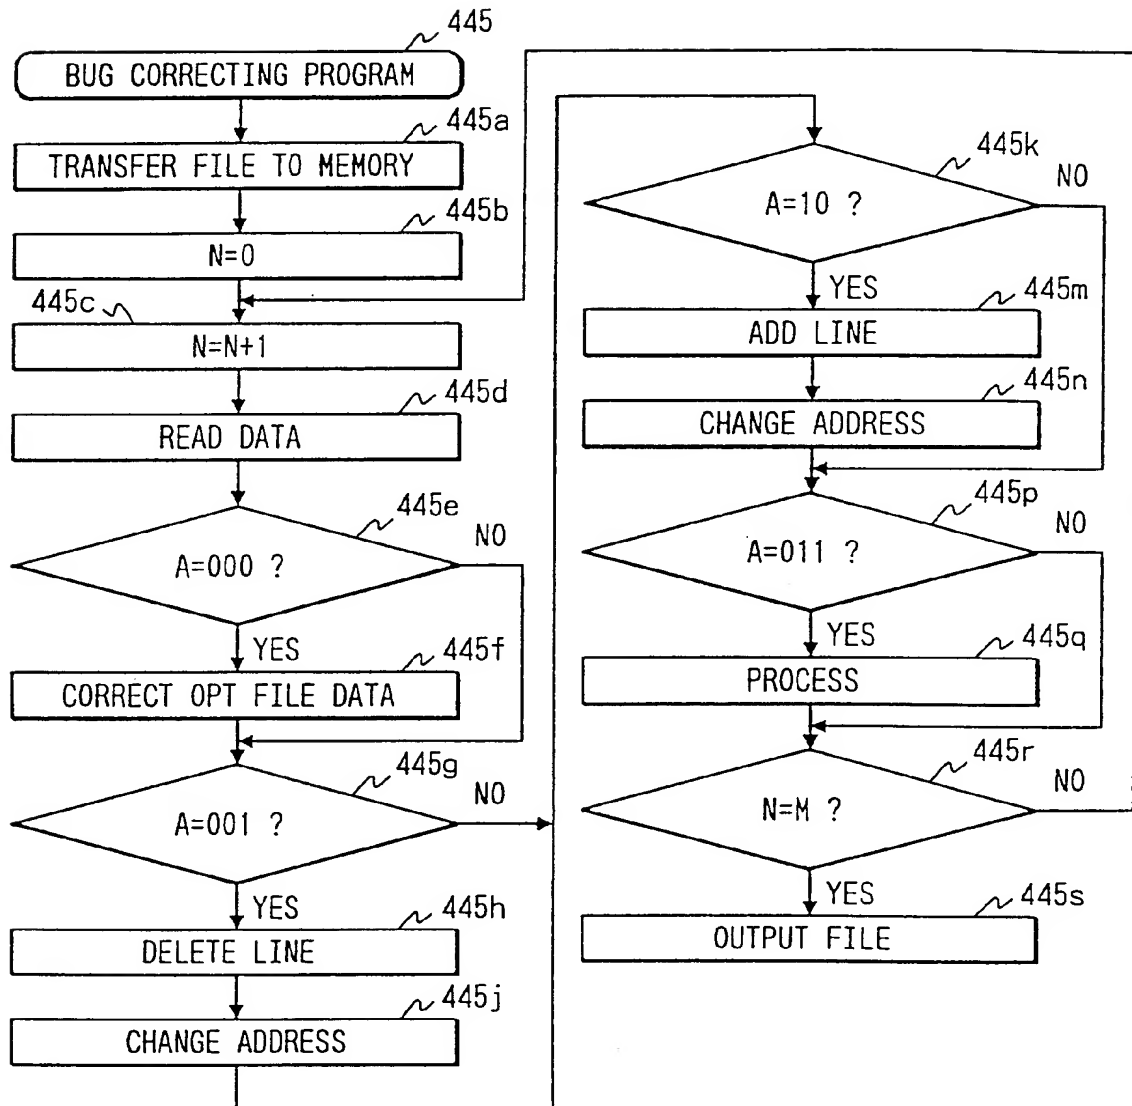 445
BUG CORRECTING PROGRAM
445a
TRANSFER FILE TO MEMORY
445b
N=0
445c
N=N+1
445d
READ DATA
445e
A=000 ?
NO
YES
445f
CORRECT OPT FILE DATA
445g
A=001 ?
NO
YES
445h
DELETE LINE
445j
CHANGE ADDRESS
445k
A=10 ?
NO
YES
445m
ADD LINE
445n
CHANGE ADDRESS
445p
A=011 ?
NO
YES
445q
PROCESS
445r
N=M ?
NO
YES
445s
OUTPUT FILE